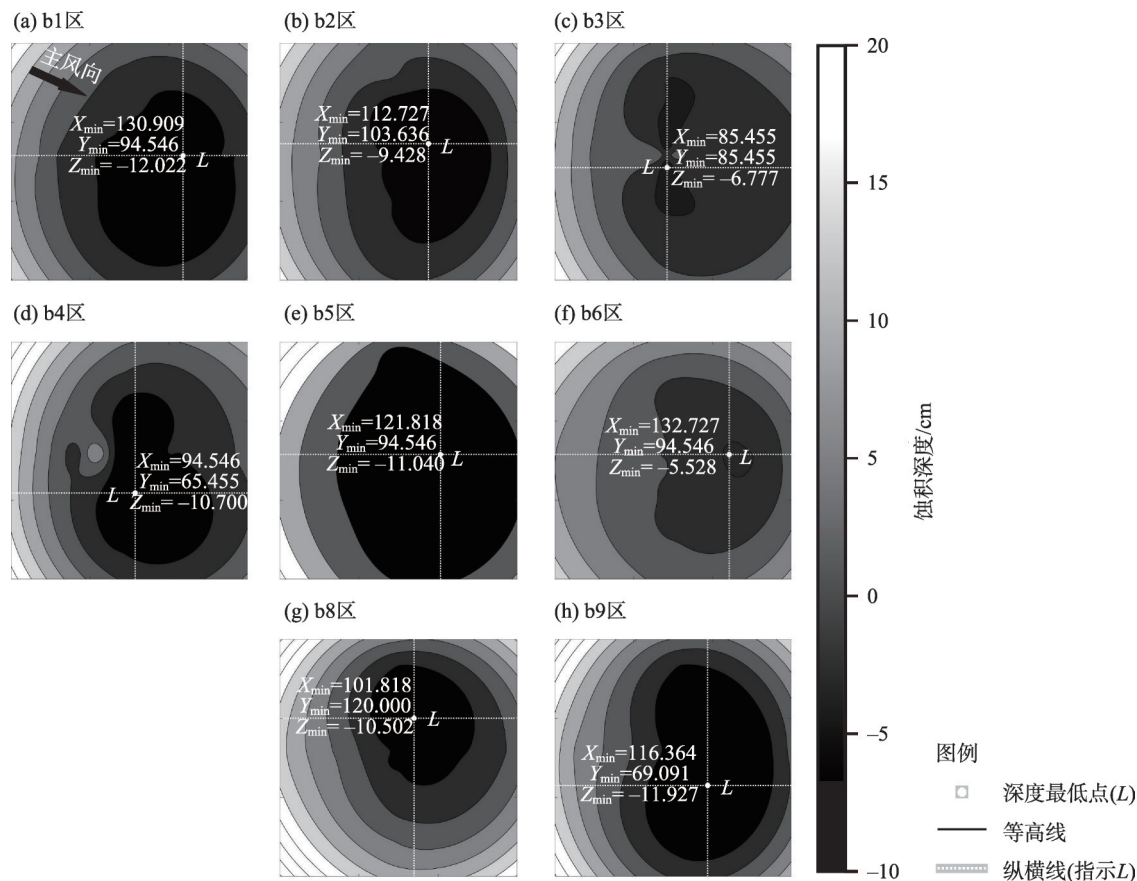 (a) b1区
(b) b2区
(c) b3区
主风向
Xmin=130.909
Ymin=94.546
Zmin= –12.022
L
Xmin=112.727
Ymin=103.636
Zmin= –9.428
L
Xmin=85.455
Ymin=85.455
Zmin= –6.777
L
(d) b4区
(e) b5区
(f) b6区
Xmin=94.546
Ymin=65.455
Zmin= –10.700
L
Xmin=121.818
Ymin=94.546
Zmin= –11.040
L
Xmin=132.727
Ymin=94.546
Zmin= –5.528
L
(g) b8区
(h) b9区
Xmin=101.818
Ymin=120.000
Zmin= –10.502
L
Xmin=116.364
Ymin=69.091
Zmin= –11.927
L
20
15
10
5
0
–5
–10
蚀积深度/cm
图例
深度最低点(L)
等高线
纵横线(指示L)